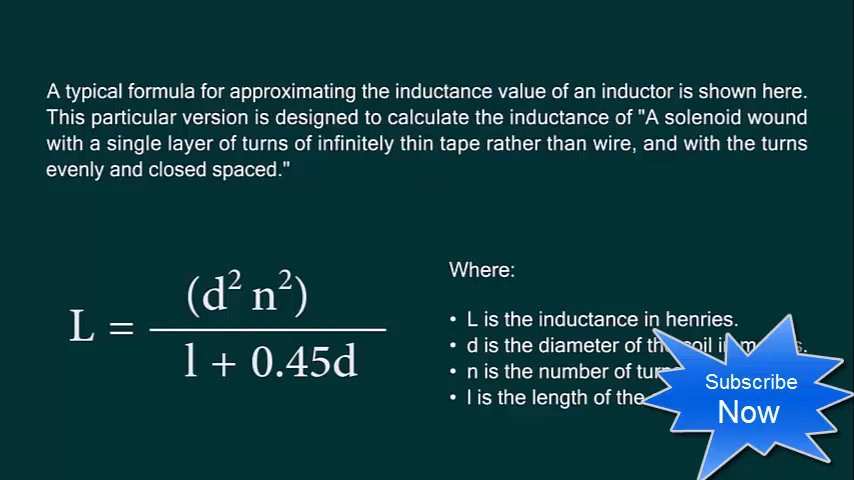 A typical formula for approximating the inductance value of an inductor is shown here.
This particular version is designed to calculate the inductance of "A solenoid wound
with a single layer of turns of infinitely thin tape rather than wire, and with the turns
evenly and closed spaced."
L = (d² n²) / l + 0.45d
Where:
• L is the inductance in henries.
• d is the diameter of the
• n is the number of
• l is the length of the
Subscribe
Now